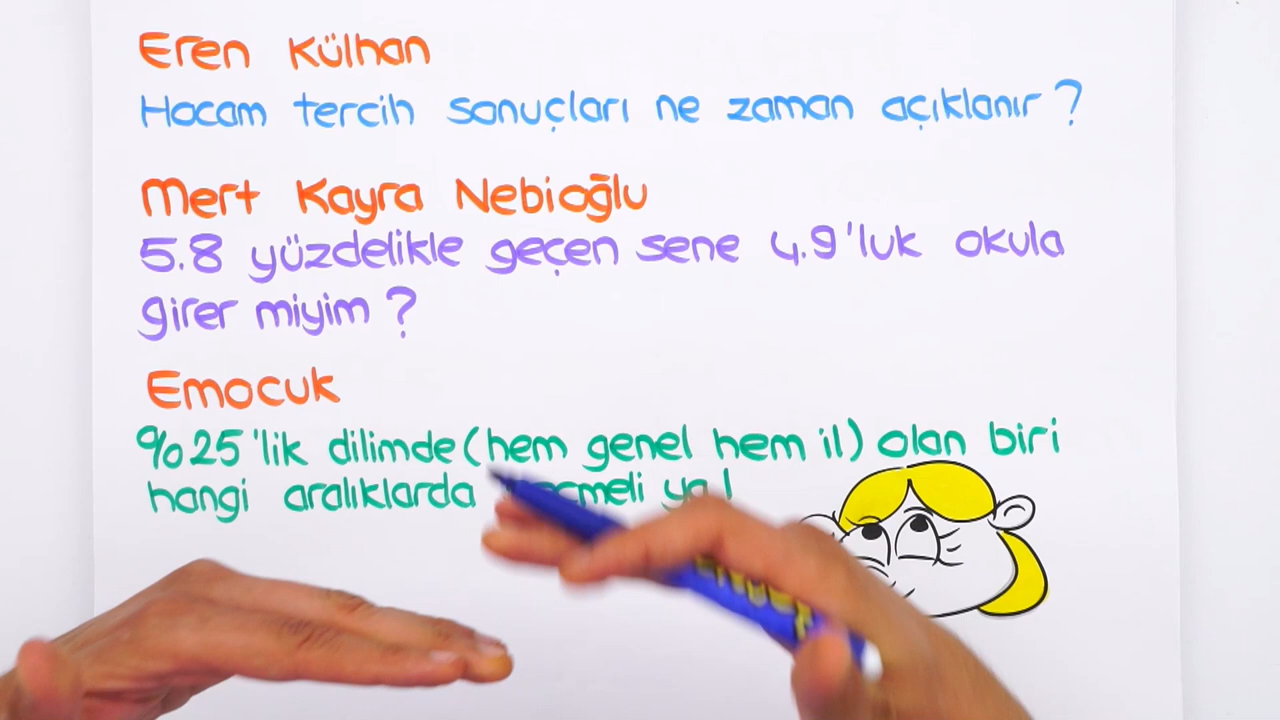 Eren Külhan
Hocam tercih sonuçları ne zaman açıklanır ?
Mert Kayra Nebioğlu
5.8 yüzdelikle geçen sene 4.9'luk okula
girer miyim ?
Emocuk
%25'lik dilimde (hem genel hem il) olan biri
hangi aralıklarda